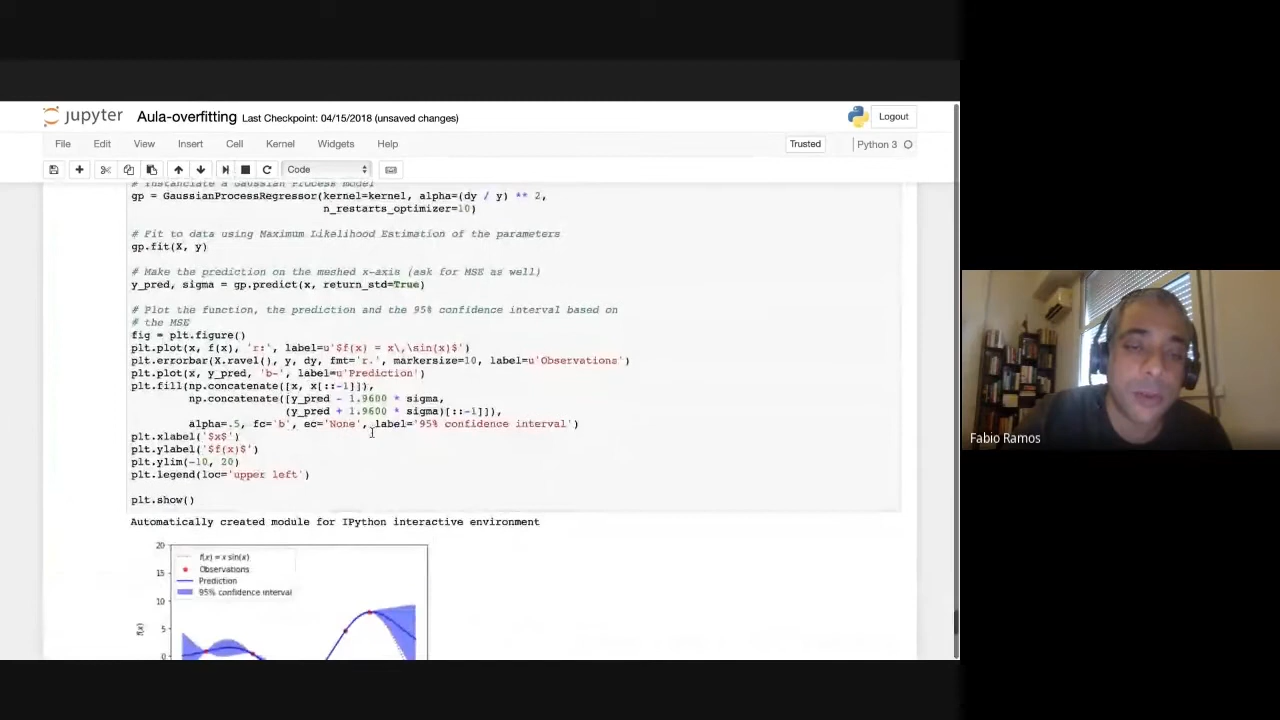 jupyter Aula-overfitting Last Checkpoint: 04/15/2018 (unsaved changes)
Logout
File Edit View Insert Cell Kernel Widgets Help
Trusted
Python 3
Code
# Instanciate a Gaussian Process model
gp = GaussianProcessRegressor(kernel=kernel, alpha=(dy / y) ** 2,
n_restarts_optimizer=10)
# Fit to data using Maximum Likelihood Estimation of the parameters
gp.fit(X, y)
# Make the prediction on the meshed x-axis (ask for MSE as well)
y_pred, sigma = gp.predict(x, return_std=True)
# Plot the function, the prediction and the 95% confidence interval based on
# the MSE
fig = plt.figure()
plt.plot(x, f(x), 'r:', label=u'$f(x) = x\,\sin(x)$')
plt.errorbar(X.ravel(), y, dy, fmt='r.', markersize=10, label=u'Observations')
plt.plot(x, y_pred, 'b-', label=u'Prediction')
plt.fill(np.concatenate([x, x[::-1]]),
np.concatenate([y_pred - 1.9600 * sigma,
(y_pred + 1.9600 * sigma)[::-1]]),
alpha=.5, fc='b', ec='None', label='95% confidence interval')
plt.xlabel('$x$')
plt.ylabel('$f(x)$')
plt.ylim(-10, 20)
plt.legend(loc='upper left')
plt.show()
Automatically created module for IPython interactive environment
20
f(x) = x sin(x)
Observations
15
Prediction
95% confidence interval
10
5
f(x)
0
Fabio Ramos